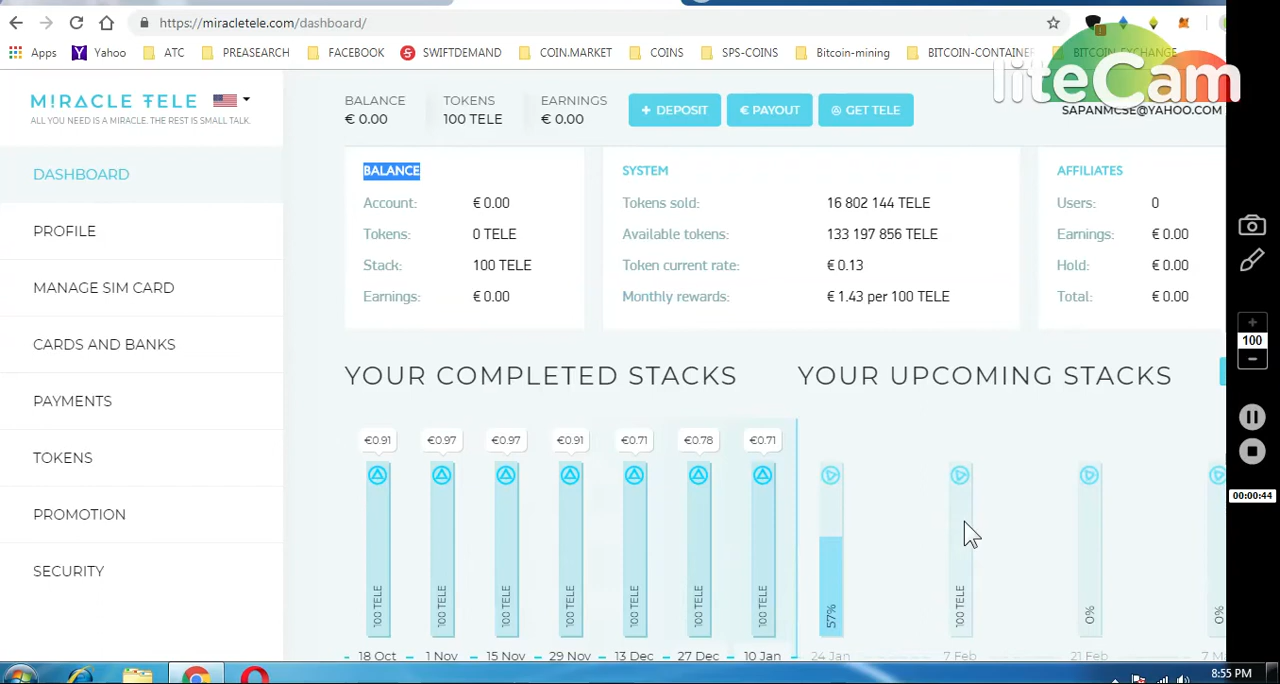 https://miracletele.com/dashboard/
Apps Yahoo ATC PREASEARCH FACEBOOK SWIFTDEMAND COIN.MARKET COINS SPS-COINS Bitcoin-mining BITCOIN-CONTAINER BITCOIN-EXCHANGE
liteCam
M!RACLE TELE
ALL YOU NEED IS A MIRACLE. THE REST IS SMALL TALK.
BALANCE TOKENS EARNINGS
€ 0.00 100 TELE € 0.00
+ DEPOSIT € PAYOUT GET TELE
SAPANMCSE@YAHOO.COM
DASHBOARD
PROFILE
MANAGE SIM CARD
CARDS AND BANKS
PAYMENTS
TOKENS
PROMOTION
SECURITY
BALANCE
Account: € 0.00
Tokens: 0 TELE
Stack: 100 TELE
Earnings: € 0.00
SYSTEM
Tokens sold: 16 802 144 TELE
Available tokens: 133 197 856 TELE
Token current rate: € 0.13
Monthly rewards: € 1.43 per 100 TELE
AFFILIATES
Users: 0
Earnings: € 0.00
Hold: € 0.00
Total: € 0.00
YOUR COMPLETED STACKS
€0.91 €0.97 €0.97 €0.91 €0.71 €0.78 €0.71
100 TELE 100 TELE 100 TELE 100 TELE 100 TELE 100 TELE 100 TELE
18 Oct 1 Nov 15 Nov 29 Nov 13 Dec 27 Dec 10 Jan
YOUR UPCOMING STACKS
57% 100 TELE 0% 0%
24 Jan 7 Feb 21 Feb
100
00:00:44
8:55 PM